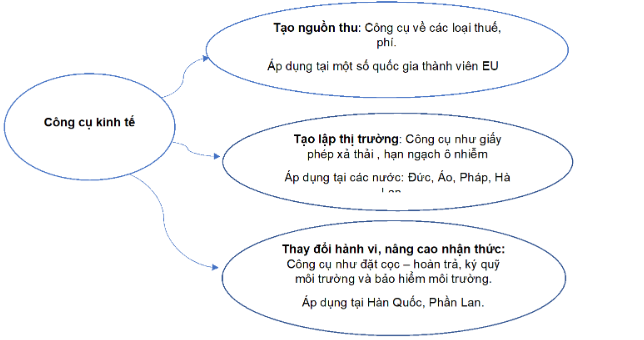 Tạo nguồn thu: Công cụ về các loại thuế,
phí.
Áp dụng tại một số quốc gia thành viên EU
Công cụ kinh tế
Tạo lập thị trường: Công cụ như giấy
phép xả thải , hạn ngạch ô nhiễm
Áp dụng tại các nước: Đức, Áo, Pháp, Hà
Lan
Thay đổi hành vi, nâng cao nhận thức:
Công cụ như đặt cọc – hoàn trả, ký quỹ
môi trường và bảo hiểm môi trường.
Áp dụng tại Hàn Quốc, Phần Lan.